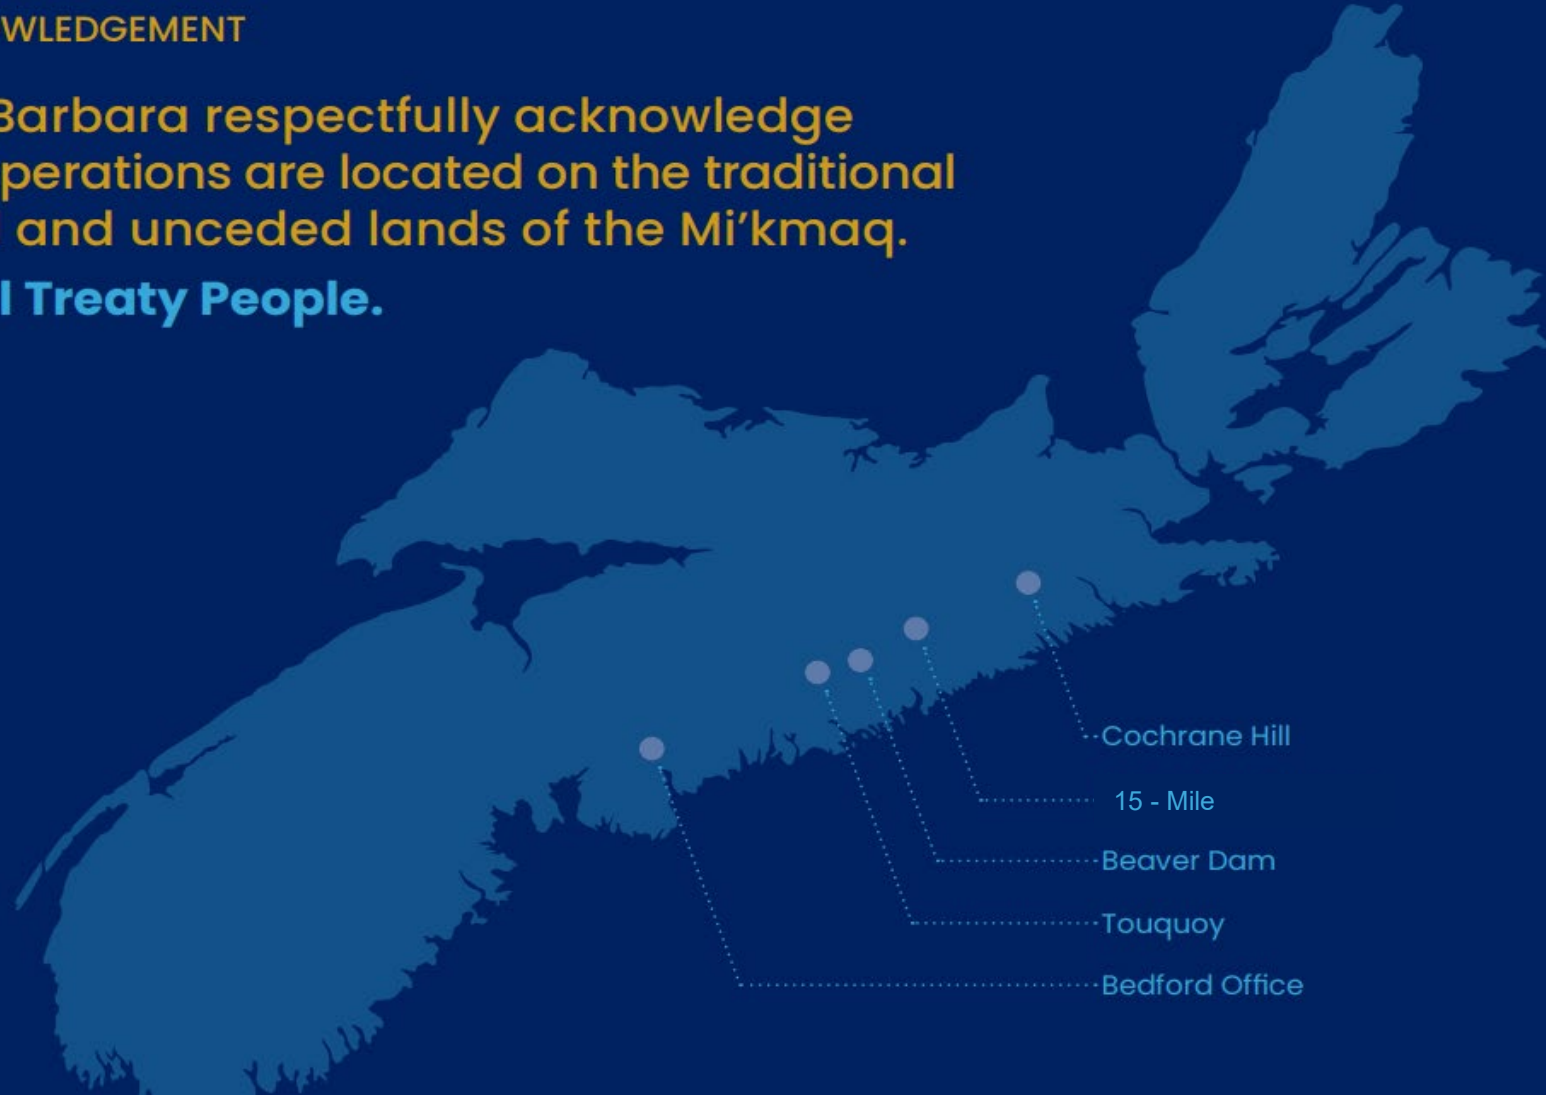 WLEDGEMENT
Barbara respectfully acknowledge
perations are located on the traditional
and unceded lands of the Mi’kmaq.
l Treaty People.
Cochrane Hill
15 - Mile
Beaver Dam
Touquoy
Bedford Office